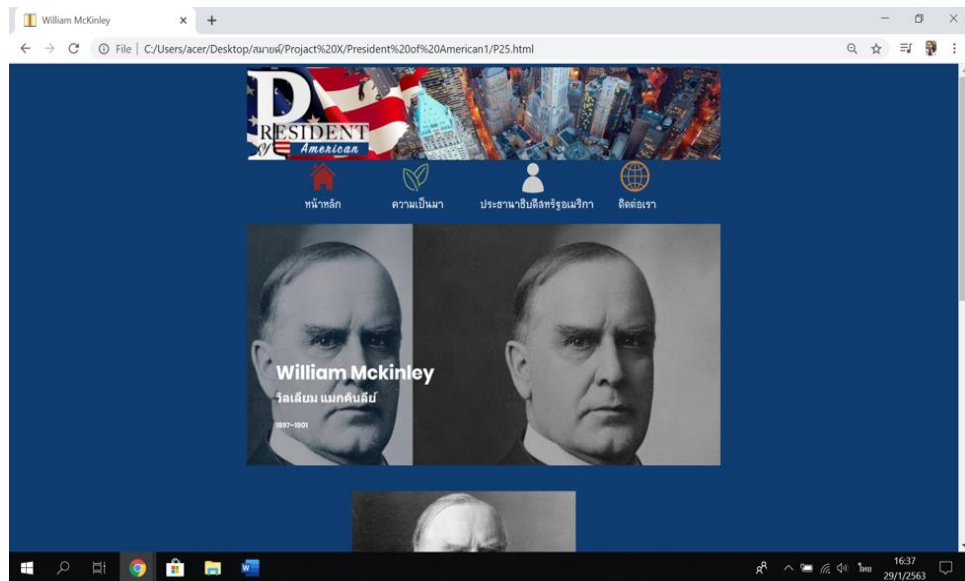 William McKinley
File
C:/Users/acer/Desktop/สมายด์/Projact%20X/President%20of%20American1/P25.html
PRESIDENT
of American
หน้าหลัก
ความเป็นมา
ประธานาธิบดีสหรัฐอเมริกา
ติดต่อเรา
William Mckinley
วิลเลียม แมกคินลีย์
1897-1901
ไทย
16:37
29/1/2563